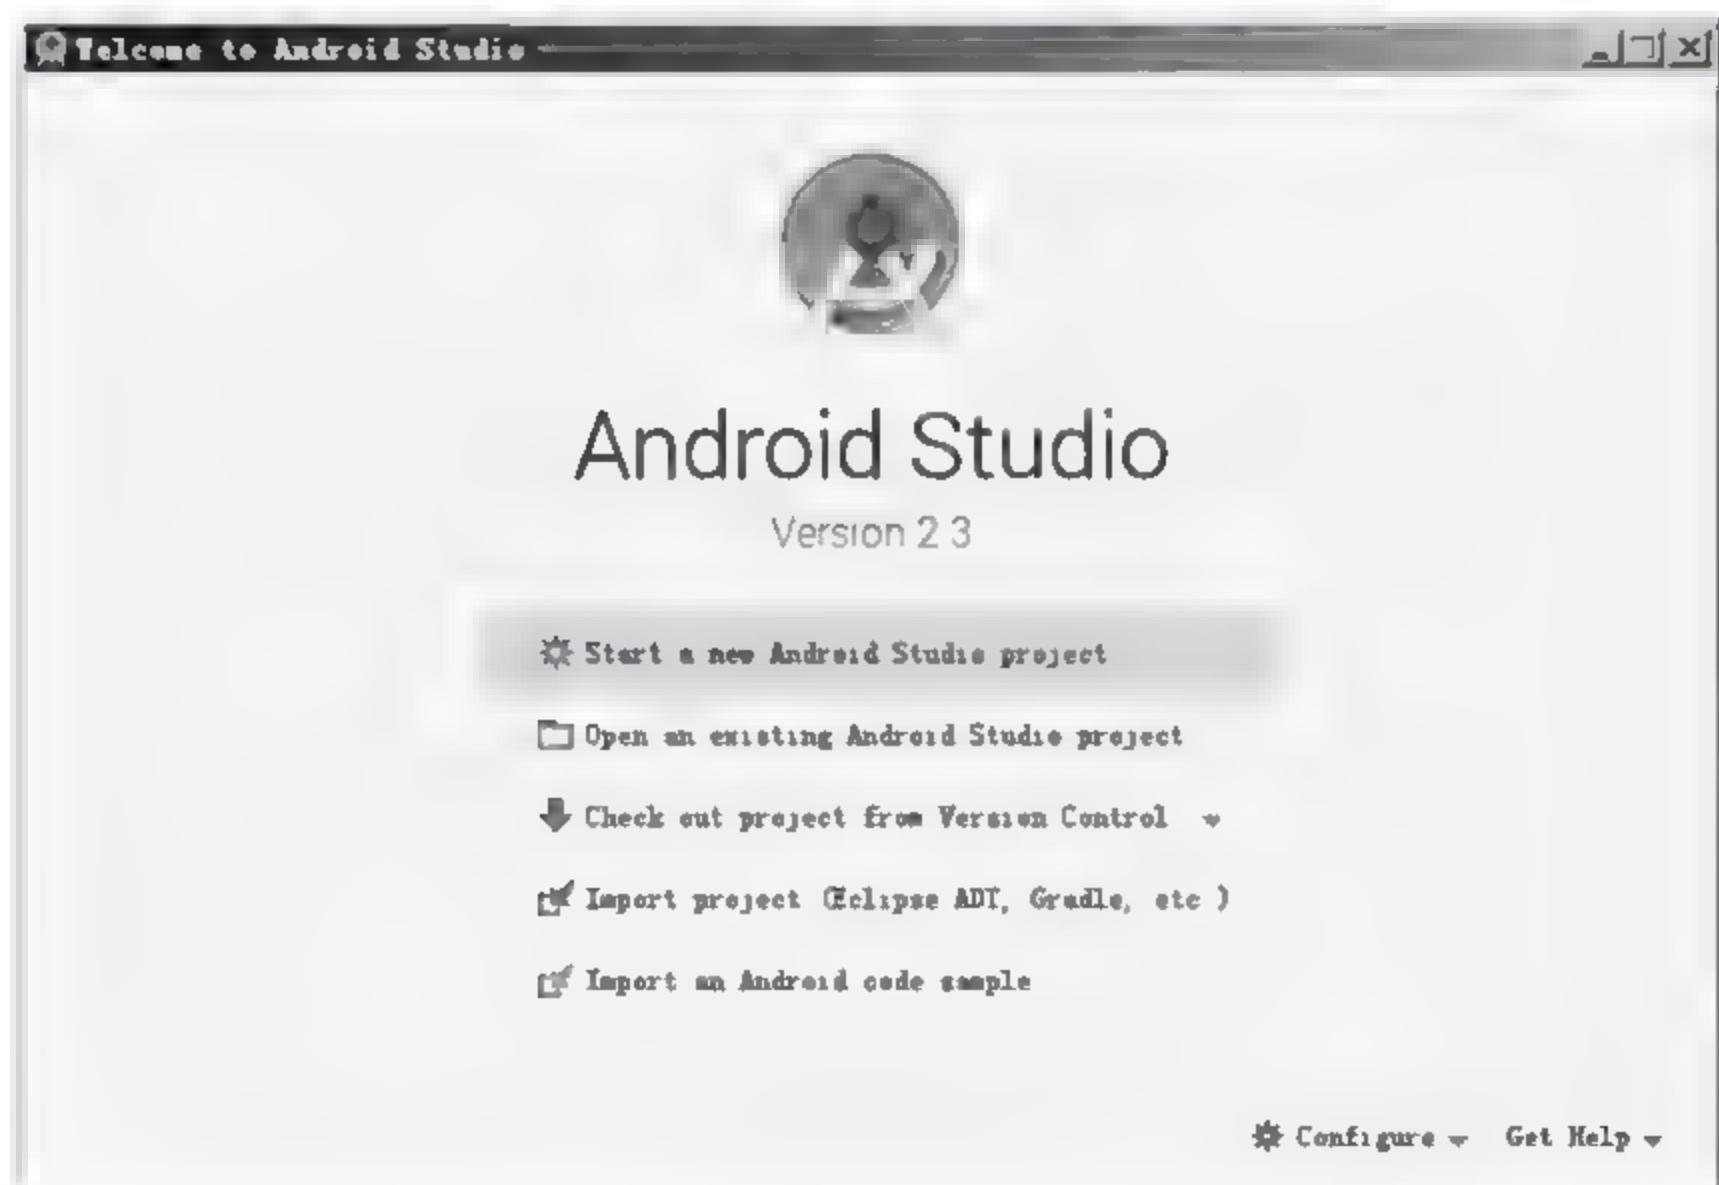 Welcome to Android Studio
Android Studio
Version 2 3
Start a new Android Studio project
Open an existing Android Studio project
Check out project from Version Control
Import project (Eclipse ADT, Gradle, etc )
Import an Android code sample
Configure Get Help